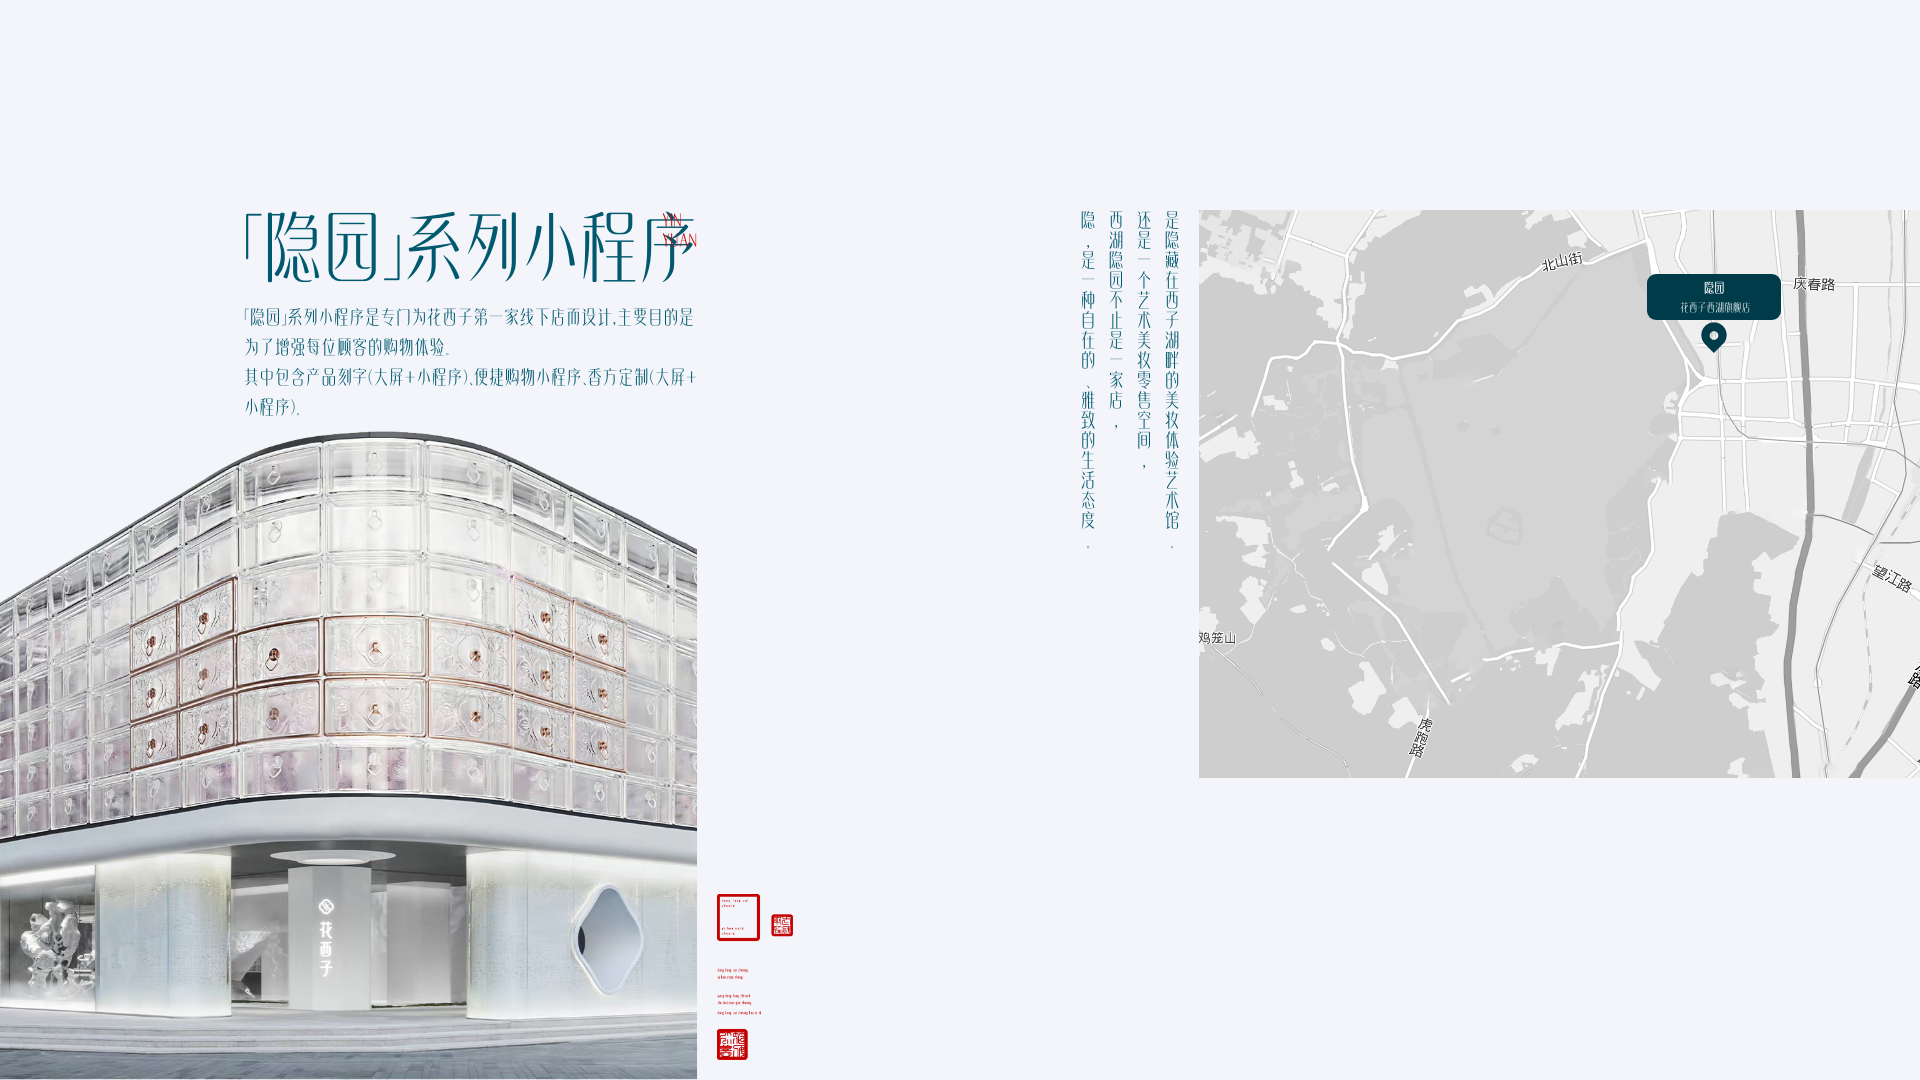 「隐园」系列小程序
YIN
YUAN
「隐园」系列小程序是专门为花西子第一家线下店而设计,主要目的是
为了增强每位顾客的购物体验。
其中包含产品刻字(大屏+小程序)、便捷购物小程序、香方定制(大屏+
小程序)。
花西子
是隐藏在西子湖畔的美妆体验艺术馆。
还是一个艺术美妆零售空间，
西湖隐园不止是一家店，
隐，是一种自在的、雅致的生活态度。
北山街
隐园
花西子西湖旗舰店
庆春路
望江路
鸡笼山
虎跑路